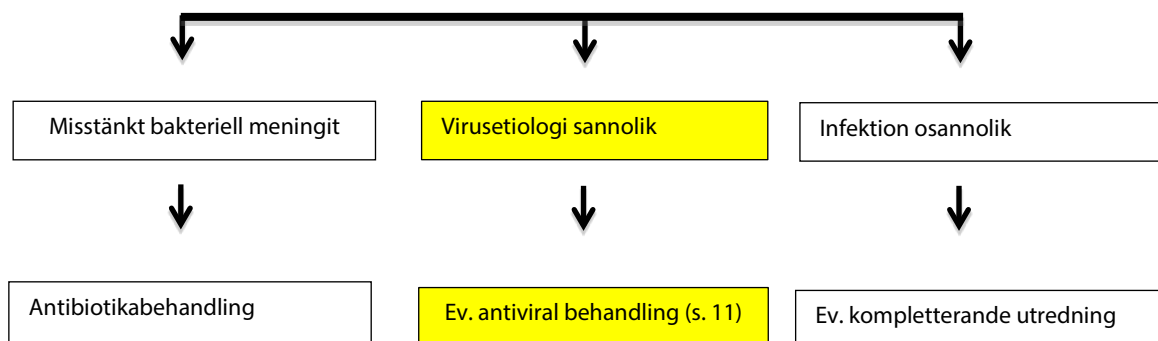 Misstänkt bakteriell meningit
Virusetiologi sannolik
Infektion osannolik
Antibiotikabehandling
Ev. antiviral behandling (s. 11)
Ev. kompletterande utredning